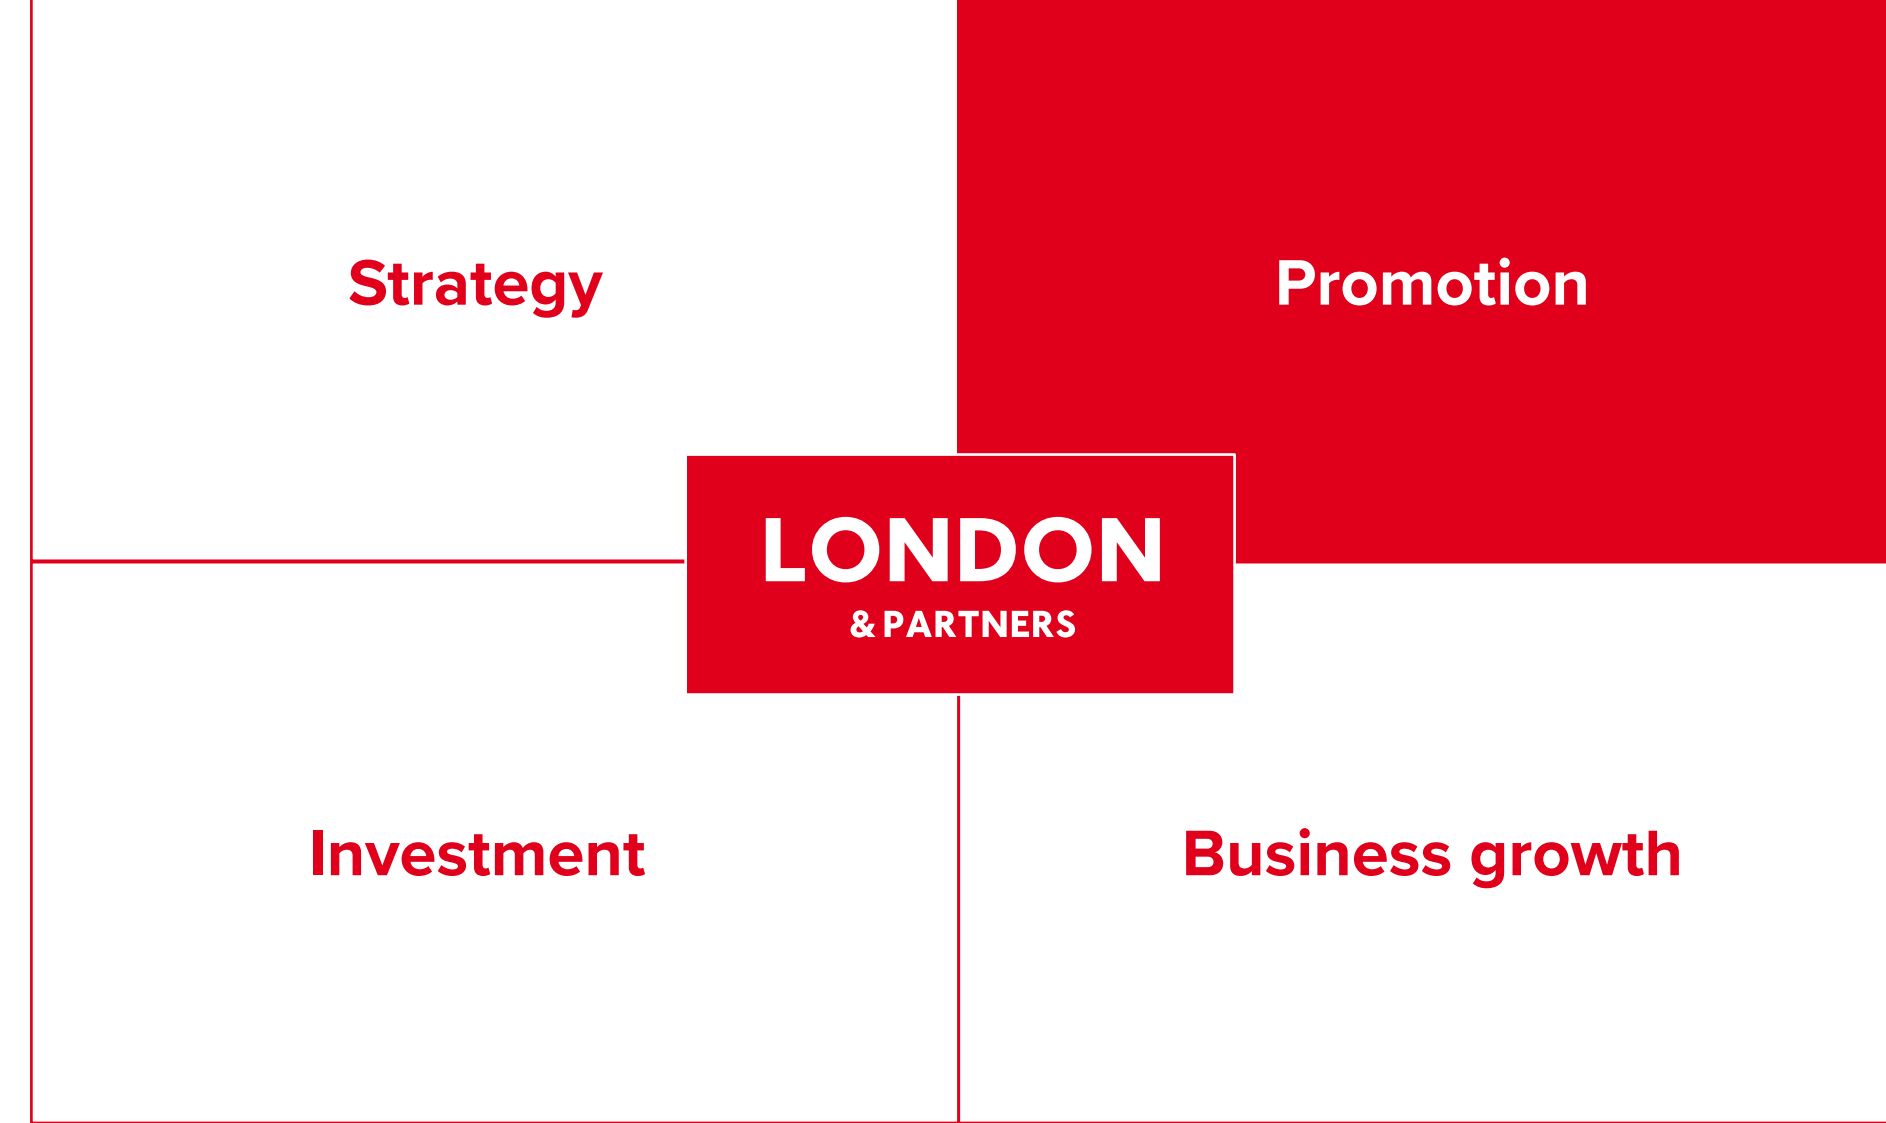 Strategy
Promotion
LONDON
& PARTNERS
Investment
Business growth